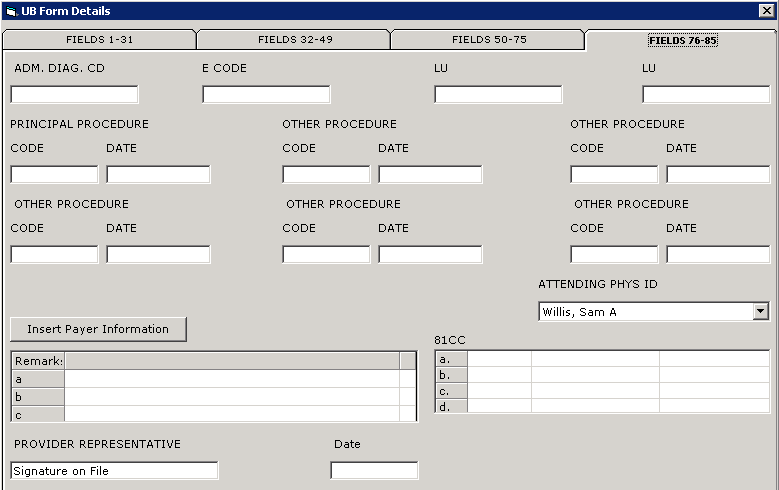 UB Form Details
FIELDS 1-31 FIELDS 32-49 FIELDS 50-75 FIELDS 76-85
ADM. DIAG. CD E CODE LU LU
PRINCIPAL PROCEDURE OTHER PROCEDURE OTHER PROCEDURE
CODE DATE CODE DATE CODE DATE
OTHER PROCEDURE OTHER PROCEDURE OTHER PROCEDURE
CODE DATE CODE DATE CODE DATE
ATTENDING PHYS ID
Willis, Sam A
Insert Payer Information
81CC
Remark:
a
b
c
a.
b.
c.
d.
PROVIDER REPRESENTATIVE Date
Signature on File